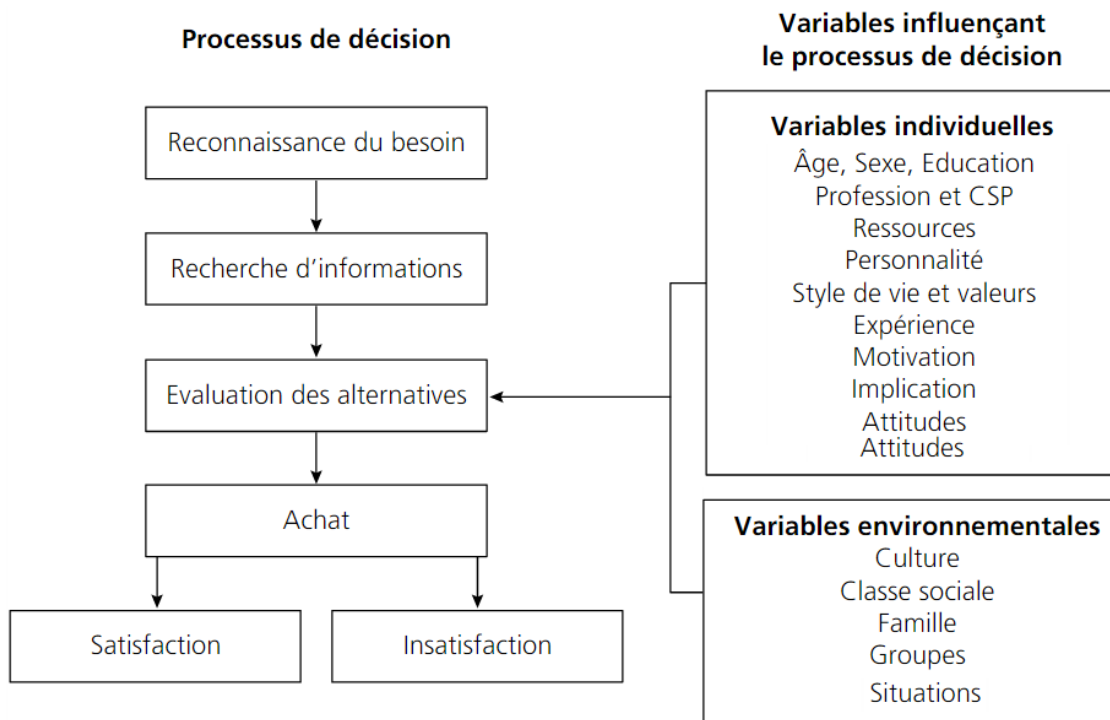 Processus de décision
Reconnaissance du besoin
Recherche d'informations
Evaluation des alternatives
Achat
Satisfaction
Insatisfaction
Variables influençant
le processus de décision
Variables individuelles
Âge, Sexe, Education
Profession et CSP
Ressources
Personnalité
Style de vie et valeurs
Expérience
Motivation
Implication
Attitudes
Attitudes
Variables environnementales
Culture
Classe sociale
Famille
Groupes
Situations